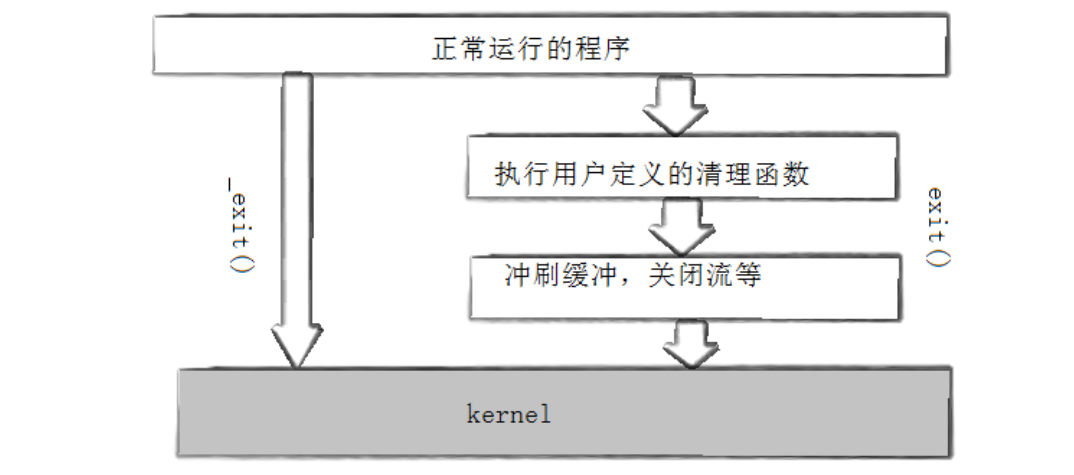 正常运行的程序
_exit()
执行用户定义的清理函数
exit()
冲刷缓冲，关闭流等
kernel